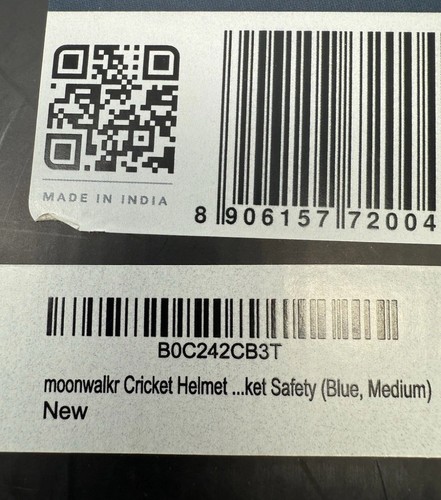 MADE IN INDIA
8 906157 72004
B0C242CB3T
moonwalkr Cricket Helmet ...ket Safety (Blue, Medium)
New